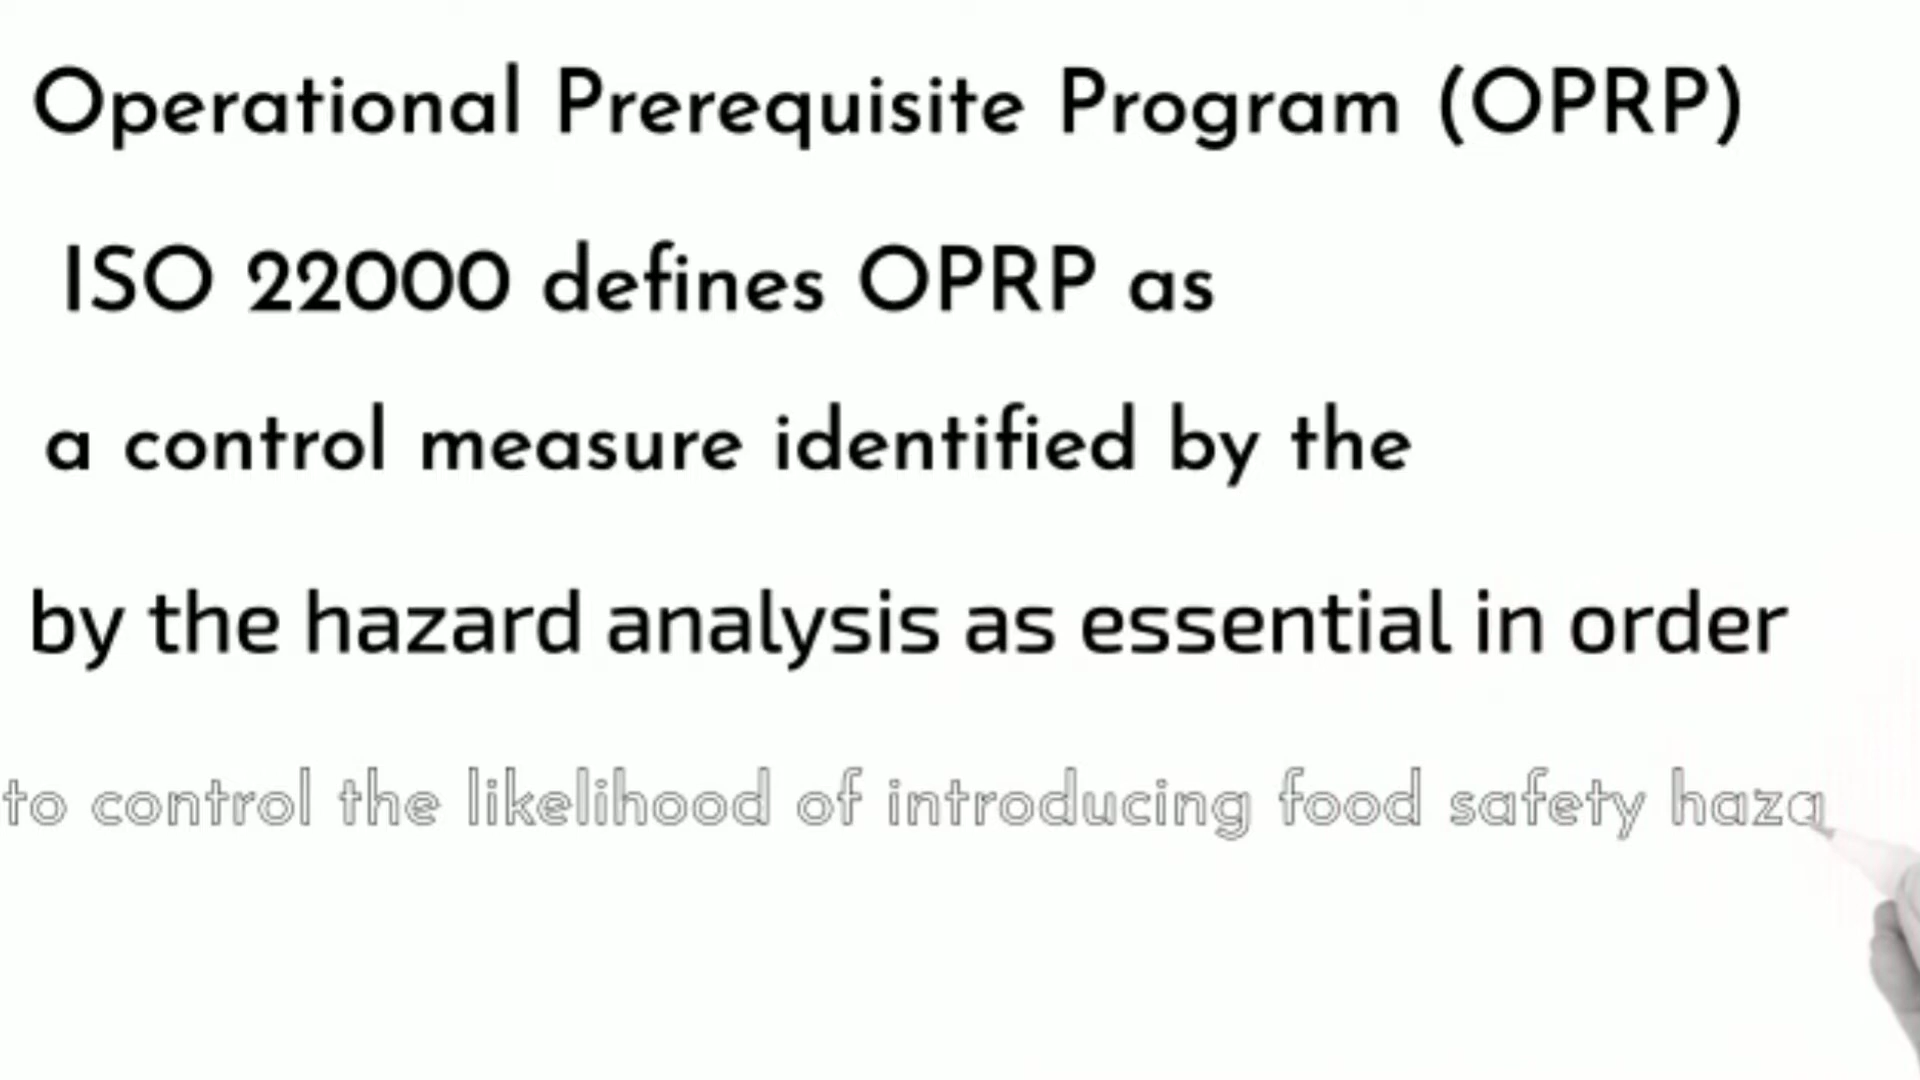 Operational Prerequisite Program (OPRP)
ISO 22000 defines OPRP as
a control measure identified by the
by the hazard analysis as essential in order
to control the likelihood of introducing food safety haza